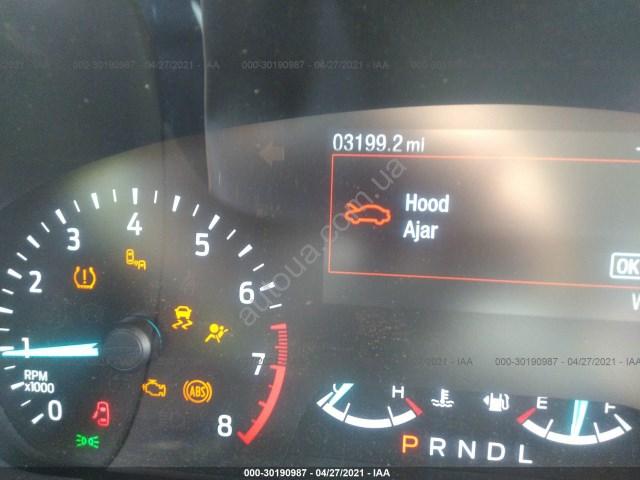 000-30190987 - 04/27/2021 - IAA
000-30190987 - 04/27/2021 - IAA
03199.2 mi
Hood
Ajar
OK
autoua.com.ua
0 1 2 3 4 5 6 7 8
RPM
x1000
ABS
000-30190987 - 04/27/2021 - IAA
000-30190987 - 04/27/2021 - IAA
C H
E F
P R N D L
000-30190987 - 04/27/2021 - IAA